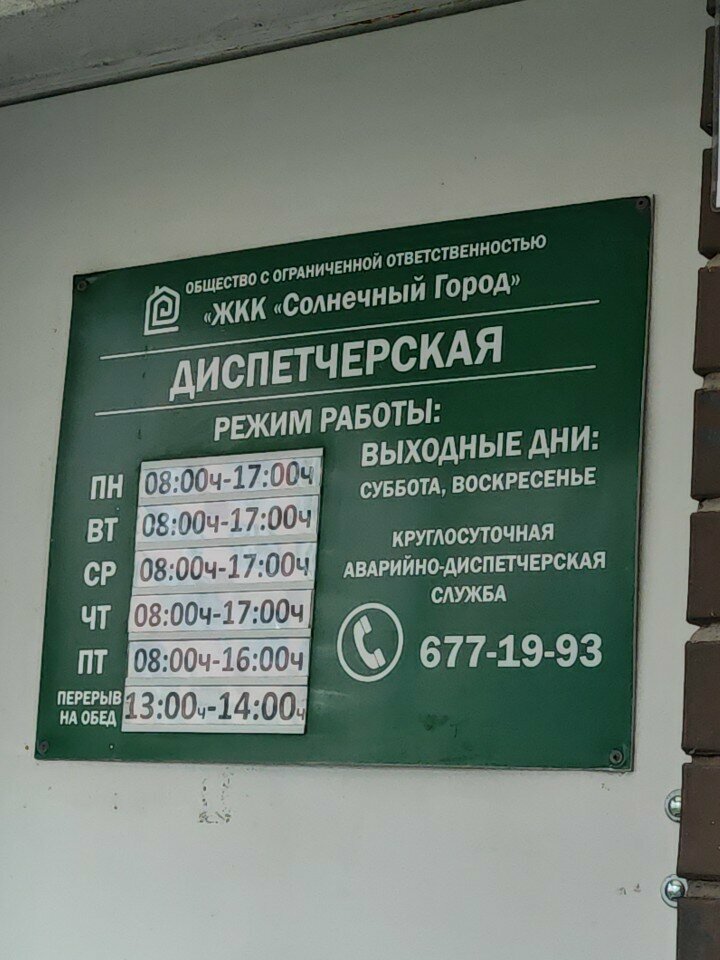 ОБЩЕСТВО С ОГРАНИЧЕННОЙ ОТВЕТСТВЕННОСТЬЮ
«ЖКК «Солнечный Город»
ДИСПЕТЧЕРСКАЯ
РЕЖИМ РАБОТЫ:
ПН 08:00ч-17:00ч
ВТ 08:00ч-17:00ч
СР 08:00ч-17:00ч
ЧТ 08:00ч-17:00ч
ПТ 08:00ч-16:00ч
ПЕРЕРЫВ
НА ОБЕД 13:00ч-14:00ч
ВЫХОДНЫЕ ДНИ:
СУББОТА, ВОСКРЕСЕНЬЕ
КРУГЛОСУТОЧНАЯ
АВАРИЙНО-ДИСПЕТЧЕРСКАЯ
СЛУЖБА
677-19-93